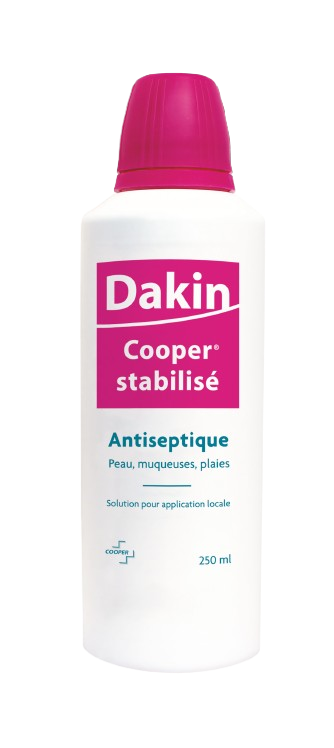 Dakin
Cooper®
stabilisé
Antiseptique
Peau, muqueuses, plaies
Solution pour application locale
COOPER
250 ml